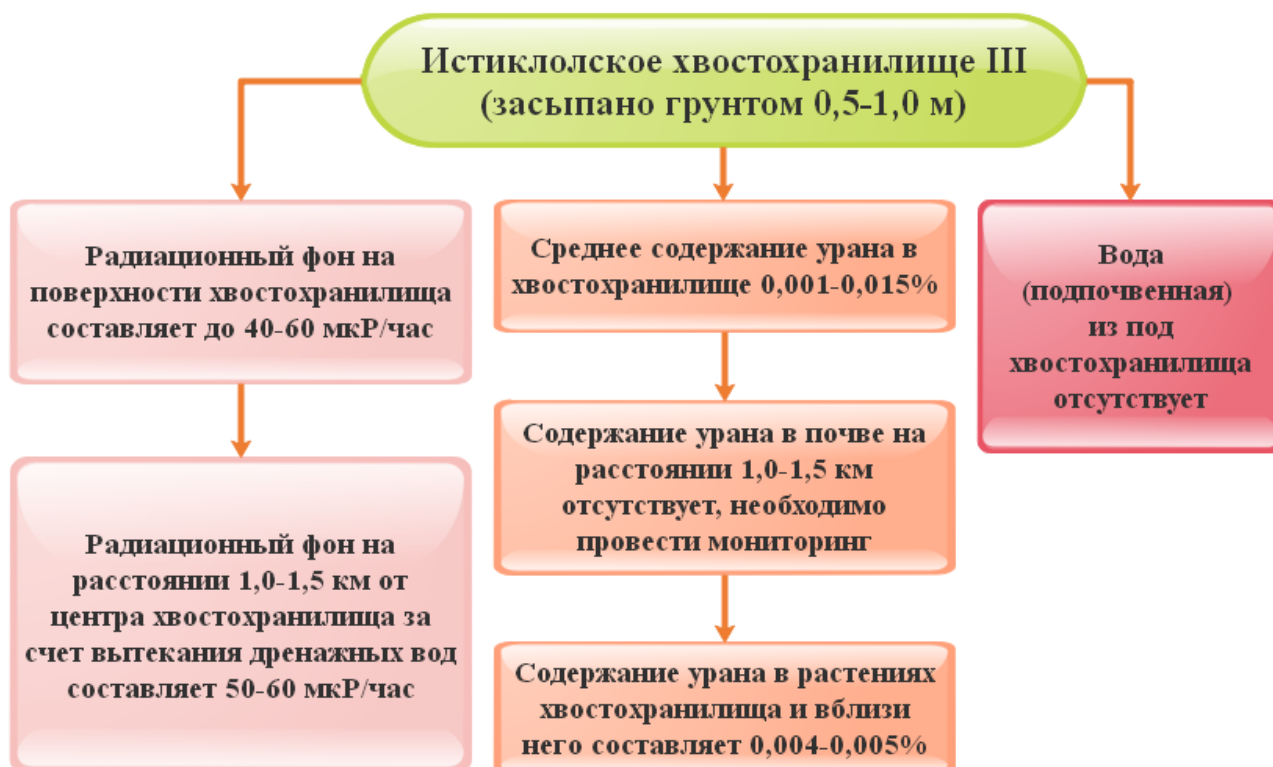 Истиклолское хвостохранилище III
(засыпано грунтом 0,5-1,0 м)
Радиационный фон на
поверхности хвостохранилища
составляет до 40-60 мкР/час
Радиационный фон на
расстоянии 1,0-1,5 км от
центра хвостохранилища за
счет вытекания дренажных вод
составляет 50-60 мкР/час
Среднее содержание урана в
хвостохранилище 0,001-0,015%
Содержание урана в почве на
расстоянии 1,0-1,5 км
отсутствует, необходимо
провести мониторинг
Содержание урана в растениях
хвостохранилища и вблизи
него составляет 0,004-0,005%
Вода
(подпочвенная)
из под
хвостохранилища
отсутствует